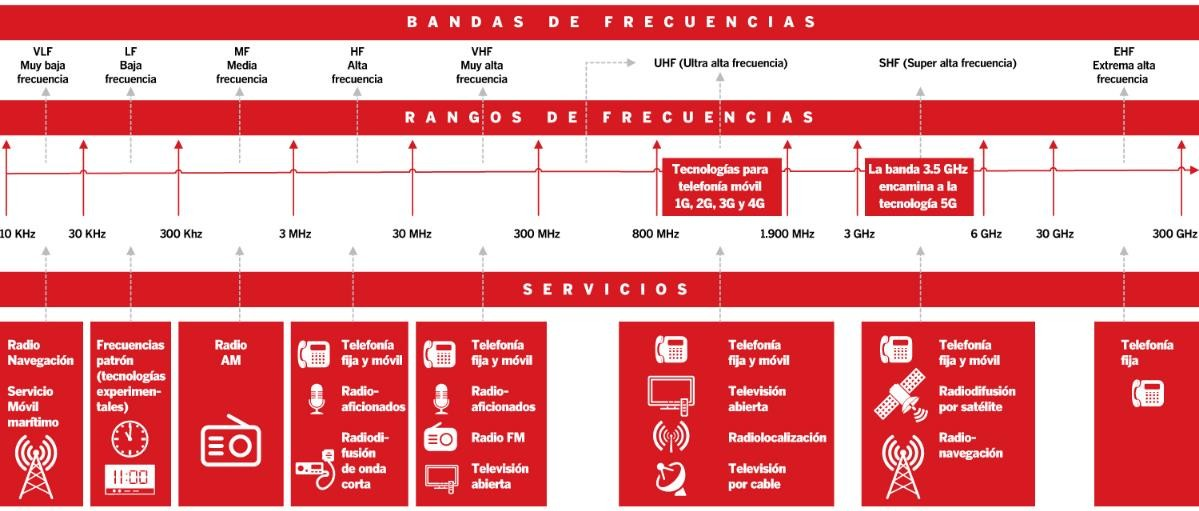 BANDAS DE FRECUENCIAS
VLF
Muy baja
frecuencia
LF
Baja
frecuencia
MF
Media
frecuencia
HF
Alta
frecuencia
VHF
Muy alta
frecuencia
UHF (Ultra alta frecuencia)
SHF (Super alta frecuencia)
EHF
Extrema alta
frecuencia
RANGOS DE FRECUENCIAS
Tecnologías para
telefonía móvil
1G, 2G, 3G y 4G
La banda 3.5 GHz
encamina a la
tecnología 5G
10 KHz
30 KHz
300 Khz
3 MHz
30 MHz
300 MHz
800 MHz
1.900 MHz
3 GHz
6 GHz
30 GHz
300 GHz
SERVICIOS
Radio
Navegación
Servicio
Móvil
marítimo
Frecuencias
patrón
(tecnologías
experimen-
tales)
11:00
Radio
AM
Telefonía
fija y móvil
Radio-
aficionados
Radiodi-
fusión
de onda
corta
Telefonía
fija y móvil
Radio-
aficionados
Radio FM
Televisión
abierta
Telefonía
fija y móvil
Televisión
abierta
Radiolocalización
Televisión
por cable
Telefonía
fija y móvil
Radiodifusión
por satélite
Radio-
navegación
Telefonía
fija